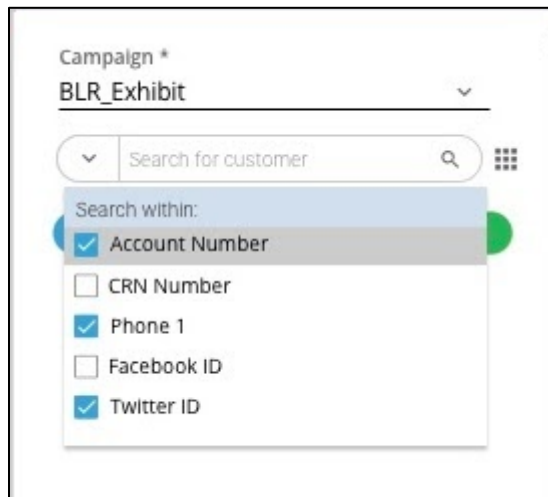 Campaign *
BLR_Exhibit
Search for customer
Search within:
Account Number
CRN Number
Phone 1
Facebook ID
Twitter ID